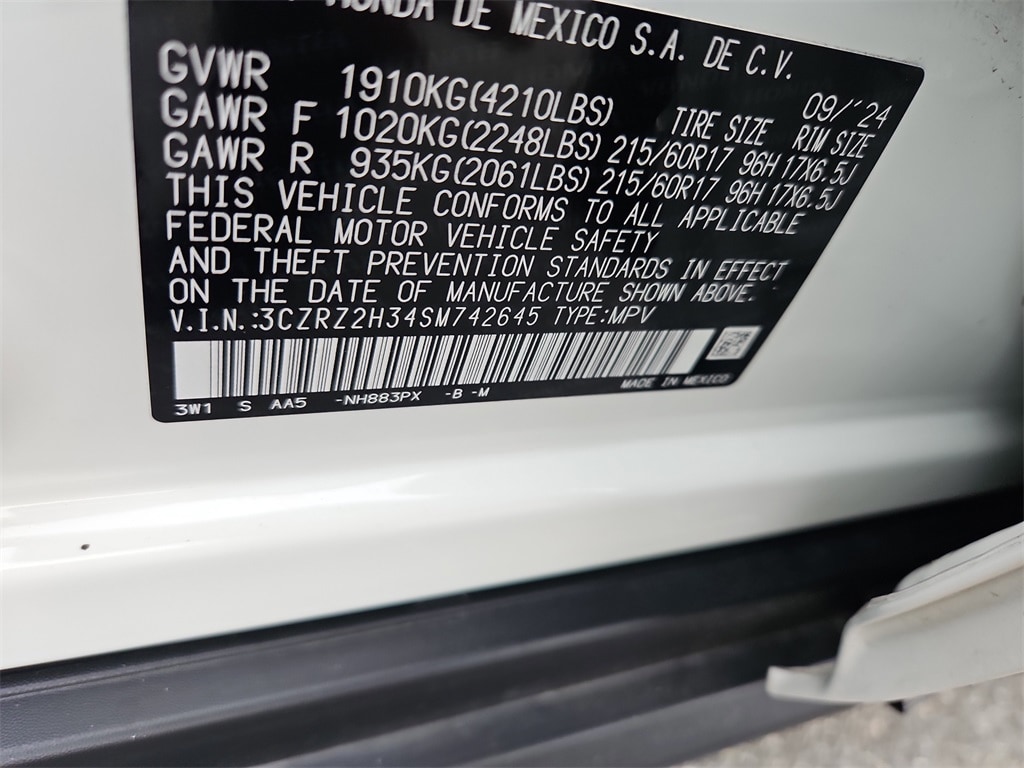 HONDA DE MEXICO S.A. DE C.V.
09/'24
GVWR 1910KG(4210LBS) TIRE SIZE RIM SIZE
GAWR F 1020KG(2248LBS) 215/60R17 96H 17X6.5J
GAWR R 935KG(2061LBS) 215/60R17 96H 17X6.5J
THIS VEHICLE CONFORMS TO ALL APPLICABLE
FEDERAL MOTOR VEHICLE SAFETY
AND THEFT PREVENTION STANDARDS IN EFFECT
ON THE DATE OF MANUFACTURE SHOWN ABOVE.
V.I.N.:3CZRZ2H34SM742645 TYPE:MPV
3W1 S AA5 -NH883PX -B -M MADE IN MEXICO